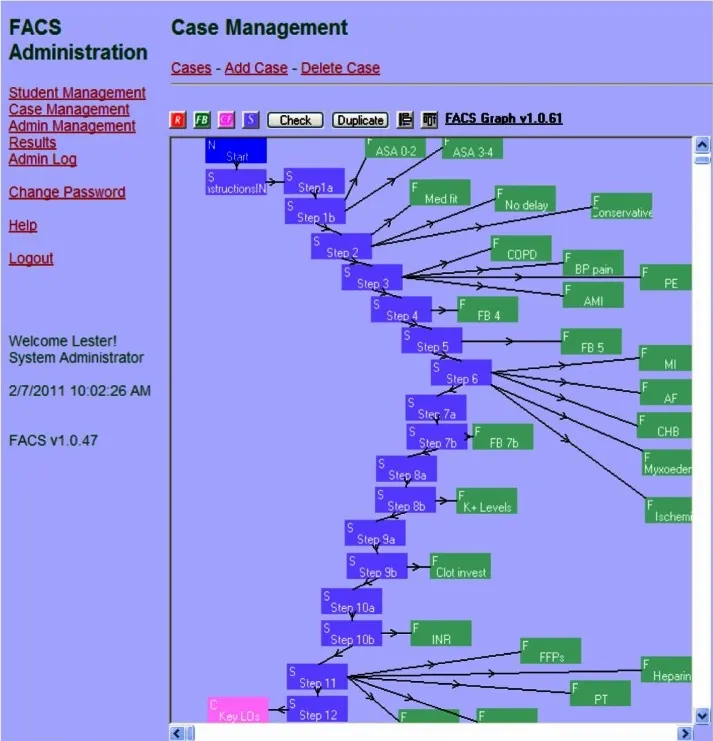 FACS
Administration
Student Management
Case Management
Admin Management
Results
Admin Log
Change Password
Help
Logout
Welcome Lester!
System Administrator
2/7/2011 10:02:26 AM
FACS v1.0.47
Case Management
Cases - Add Case - Delete Case
R FB CF S Check Duplicate FACS Graph v1.0.61
N
Start
F
ASA 0-2
F
ASA 3-4
S
nstructionsIN
S
Step1a
S
Step 1b
F
Med fit
F
No delay
F
Conservative
S
Step 2
F
COPD
F
BP pain
S
Step 3
F
PE
F
AMI
S
Step 4
F
FB 4
S
Step 5
F
FB 5
S
Step 6
F
MI
F
AF
S
Step 7a
F
CHB
S
Step 7b
F
FB 7b
F
Myxoeder
S
Step 8a
S
Step 8b
F
K+ Levels
F
Ischemi
S
Step 9a
S
Step 9b
F
Clot invest
S
Step 10a
S
Step 10b
F
INR
F
FFPs
S
Step 11
F
Heparin
F
PT
C
Key LOs
S
Step 12
F
F